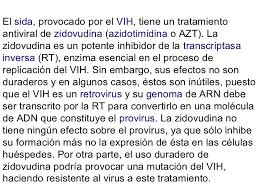 El sida, provocado por el VIH, tiene un tratamiento
antiviral de zidovudina (azidotimidina o AZT). La
zidovudina es un potente inhibidor de la transcriptasa
inversa (RT), enzima esencial en el proceso de
replicación del VIH. Sin embargo, sus efectos no son
duraderos y en algunos casos, éstos son inútiles, puesto
que el VIH es un retrovirus y su genoma de ARN debe
ser transcrito por la RT para convertirlo en una molécula
de ADN que constituye el provirus. La zidovudina no
tiene ningún efecto sobre el provirus, ya que sólo inhibe
su formación más no la expresión de ésta en las células
huéspedes. Por otra parte, el uso duradero de
zidovudina podría provocar una mutación del VIH,
haciendo resistente al virus a este tratamiento.